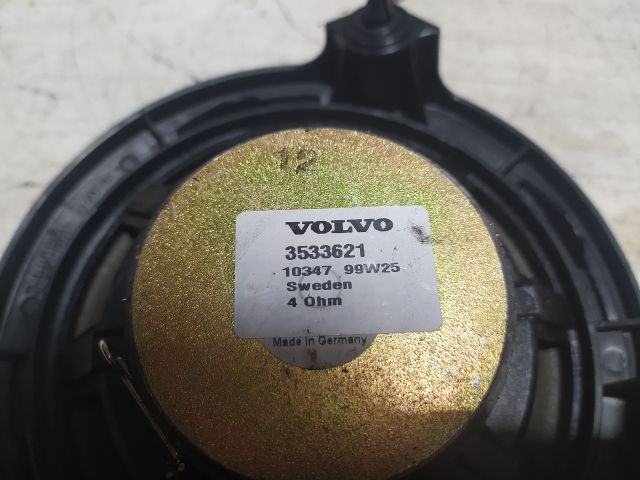 12
VOLVO
3533621
10347 99W25
Sweden
4 Ohm
Made in Germany